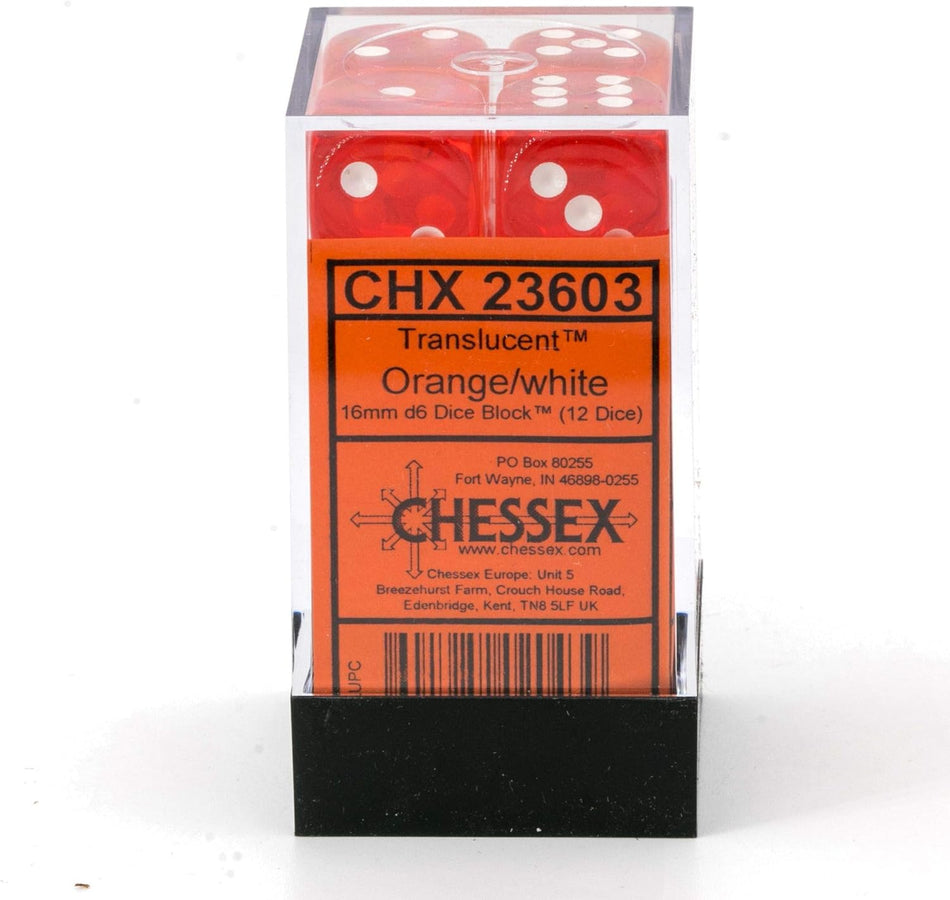 CHX 23603
Translucent™
Orange/white
16mm d6 Dice Block™ (12 Dice)
PO Box 80255
Fort Wayne, IN 46898-0255
CHESSEX
www.chessex.com
Chessex Europe: Unit 5
Breezehurst Farm, Crouch House Road,
Edenbridge, Kent, TN8 5LF UK
UPC